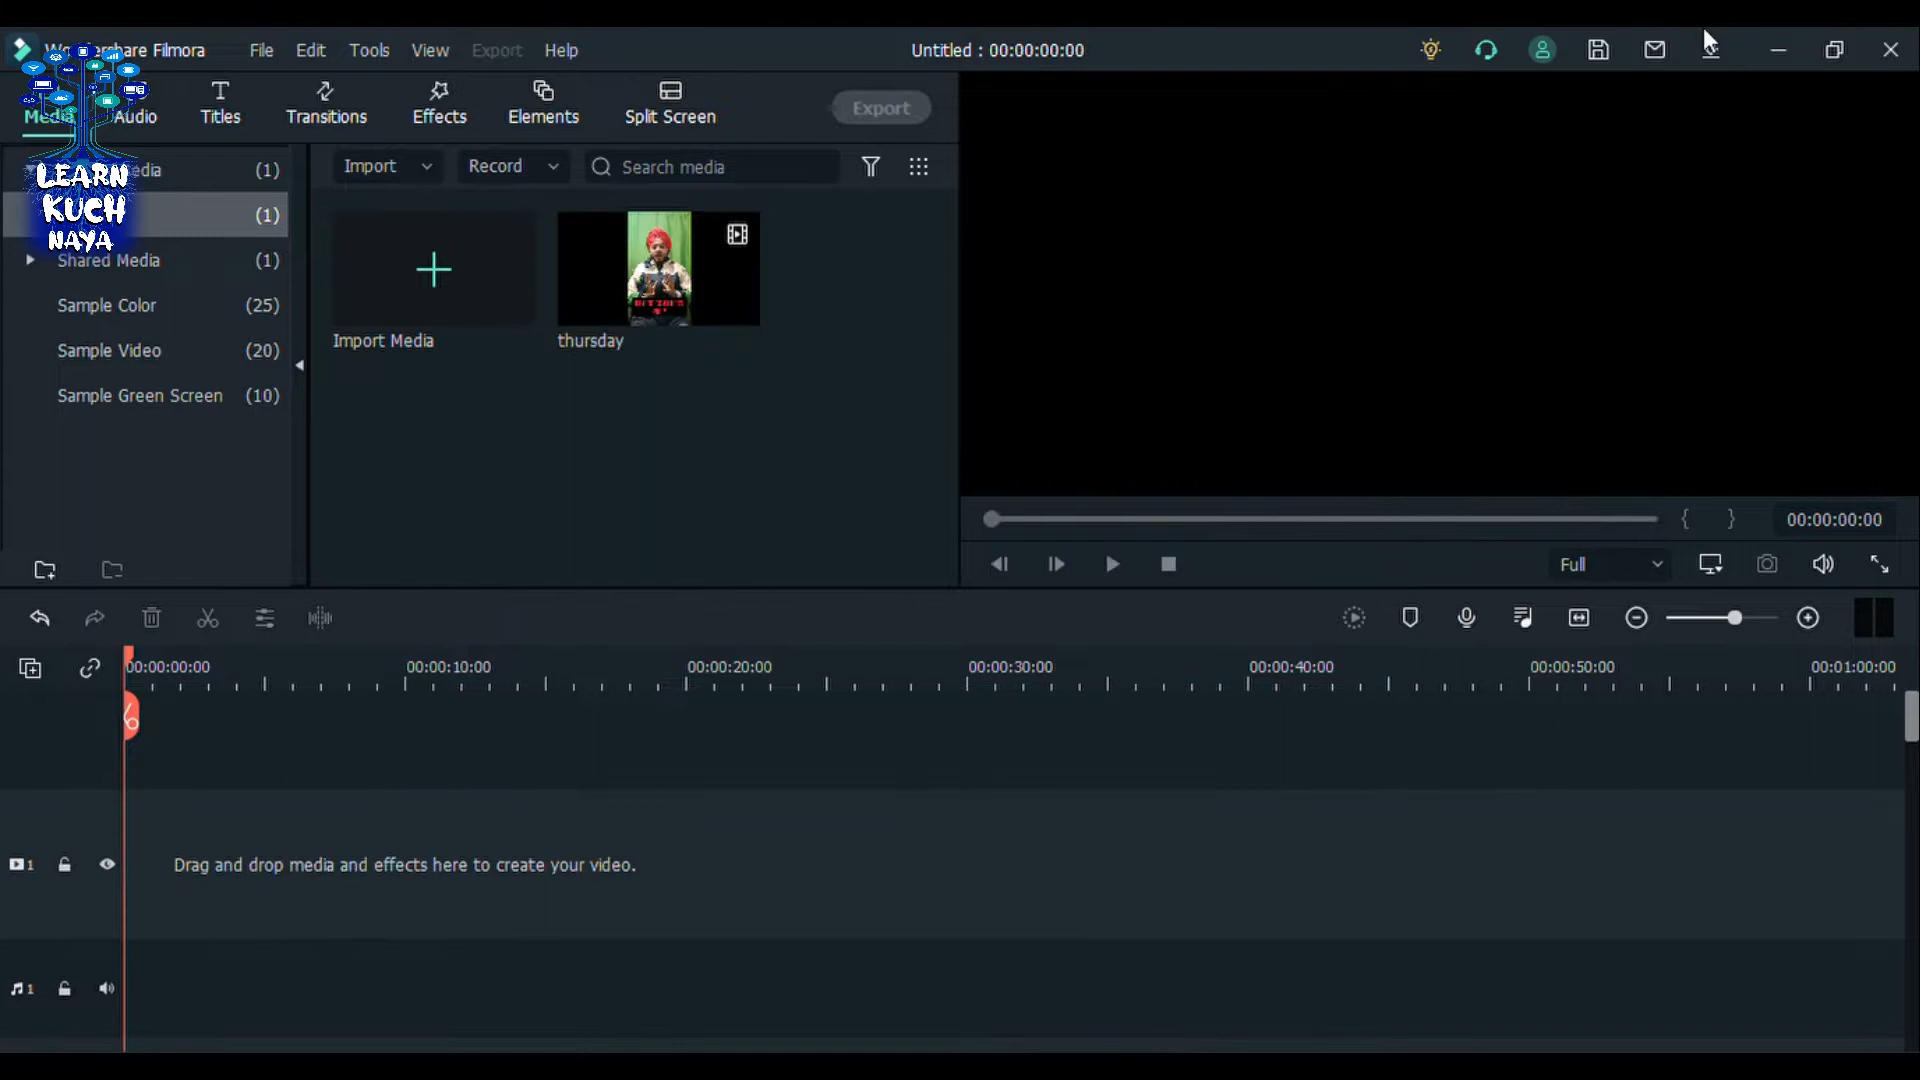 Wondershare Filmora File Edit Tools View Export Help Untitled : 00:00:00:00
Media Audio Titles Transitions Effects Elements Split Screen Export
LEARN
KUCH
NAYA
(1)
(1)
Shared Media (1)
Sample Color (25)
Sample Video (20)
Sample Green Screen (10)
Import Record Search media
Import Media
thursday
00:00:00:00
Full
00:00:00:00 00:00:10:00 00:00:20:00 00:00:30:00 00:00:40:00 00:00:50:00 00:01:00:00
1 Drag and drop media and effects here to create your video.
1